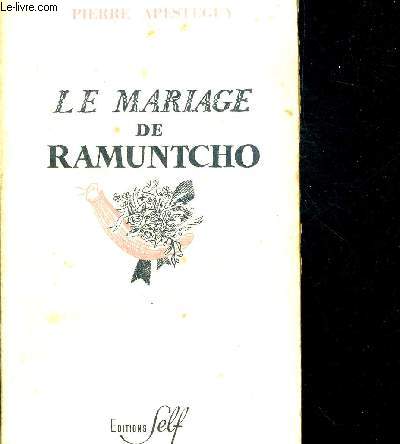 Le-livre.com
PIERRE APESTEGUY
LE MARIAGE
DE
RAMUNTCHO
EDITIONS Self